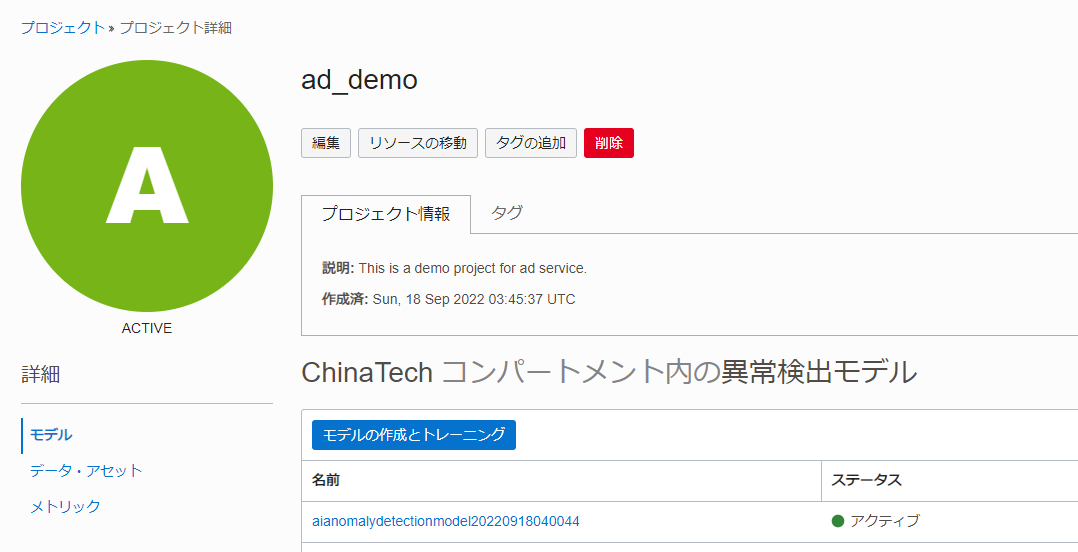 プロジェクト » プロジェクト詳細
A
ACTIVE
ad_demo
編集 リソースの移動 タグの追加 削除
プロジェクト情報 タグ
説明: This is a demo project for ad service.
作成済: Sun, 18 Sep 2022 03:45:37 UTC
詳細
モデル
データ・アセット
メトリック
ChinaTech コンパートメント内の異常検出モデル
モデルの作成とトレーニング
名前 ステータス
aianomalydetectionmodel20220918040044 アクティブ